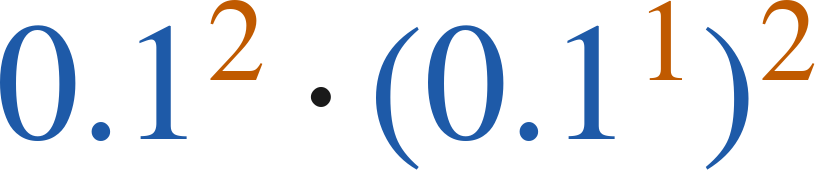 0.1² · (0.1¹)²